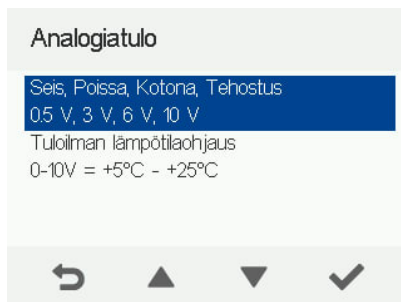 Analogiatulo
Seis, Poissa, Kotona, Tehostus
0.5 V, 3 V, 6 V, 10 V
Tuloilman lämpötilaohjaus
0-10V = +5°C - +25°C